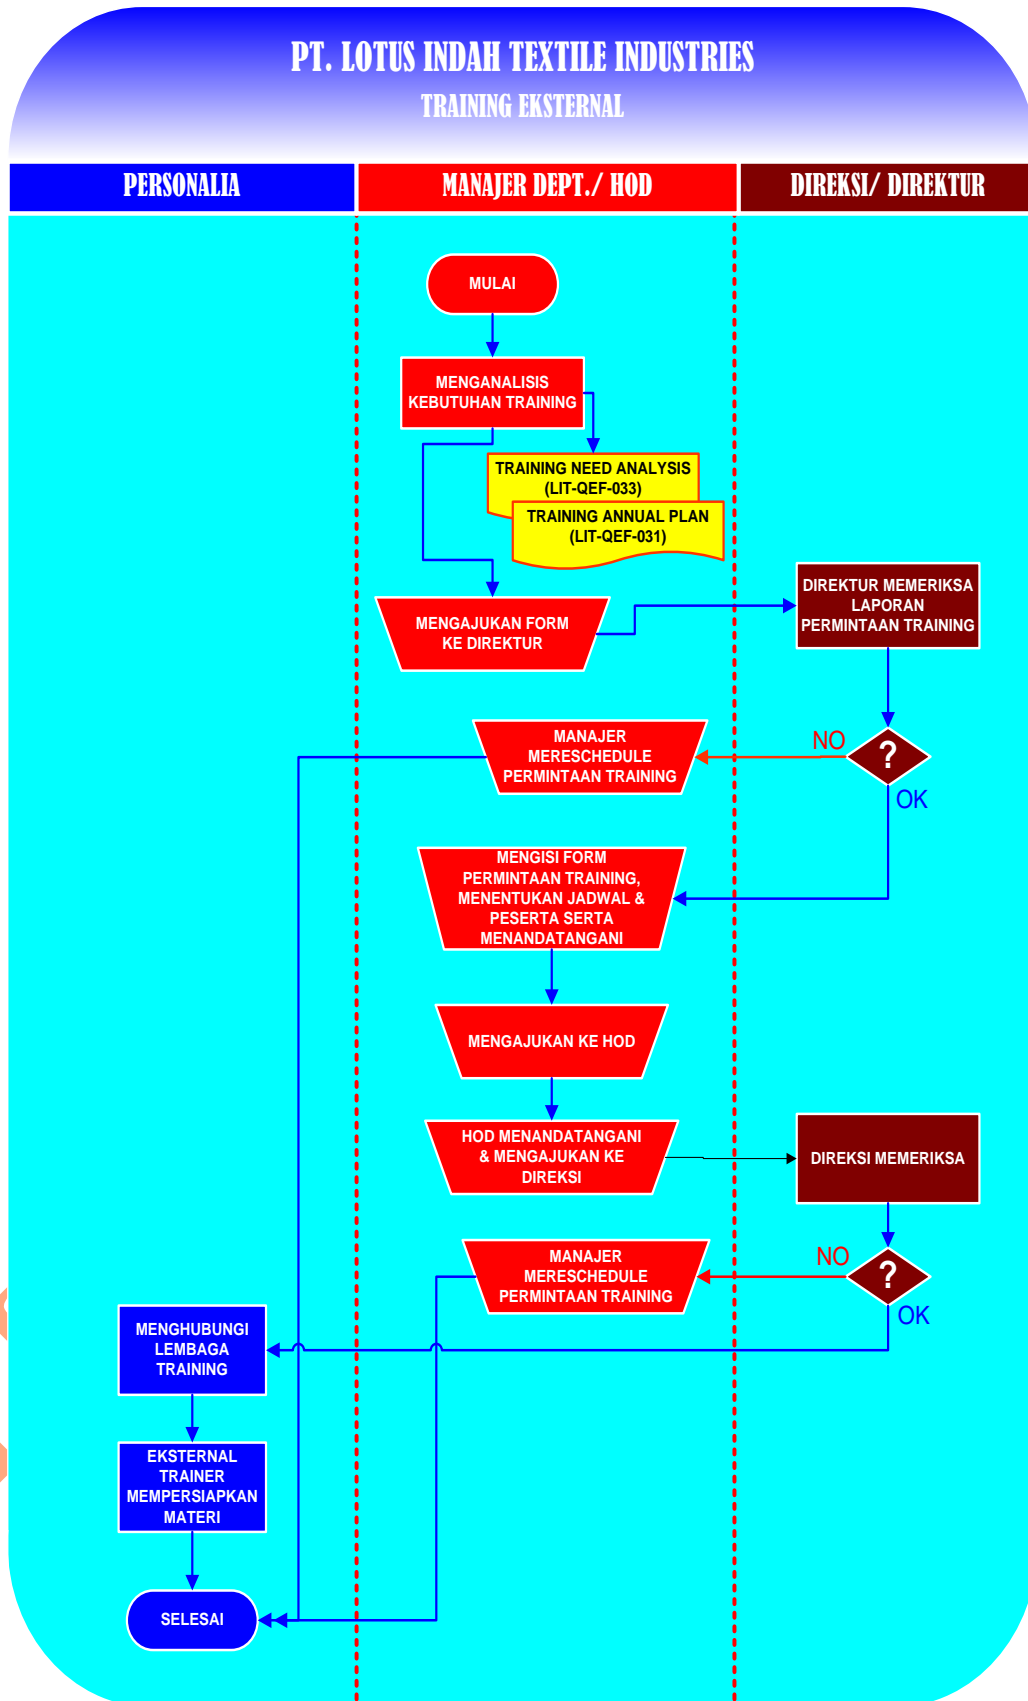 PT. LOTUS INDAH TEXTILE INDUSTRIES
TRAINING EKSTERNAL
PERSONALIA
MANAJER DEPT./ HOD
DIREKSI/ DIREKTUR
MULAI
MENGANALISIS
KEBUTUHAN TRAINING
TRAINING NEED ANALYSIS
(LIT-QEF-033)
TRAINING ANNUAL PLAN
(LIT-QEF-031)
MENGAJUKAN FORM
KE DIREKTUR
DIREKTUR MEMERIKSA
LAPORAN
PERMINTAAN TRAINING
MANAJER
MERESCHEDULE
PERMINTAAN TRAINING
NO
?
OK
MENGISI FORM
PERMINTAAN TRAINING,
MENENTUKAN JADWAL &
PESERTA SERTA
MENANDATANGANI
MENGAJUKAN KE HOD
HOD MENANDATANGANI
& MENGAJUKAN KE
DIREKSI
DIREKSI MEMERIKSA
MANAJER
MERESCHEDULE
PERMINTAAN TRAINING
NO
?
OK
MENGHUBUNGI
LEMBAGA
TRAINING
EKSTERNAL
TRAINER
MEMPERSIAPKAN
MATERI
SELESAI